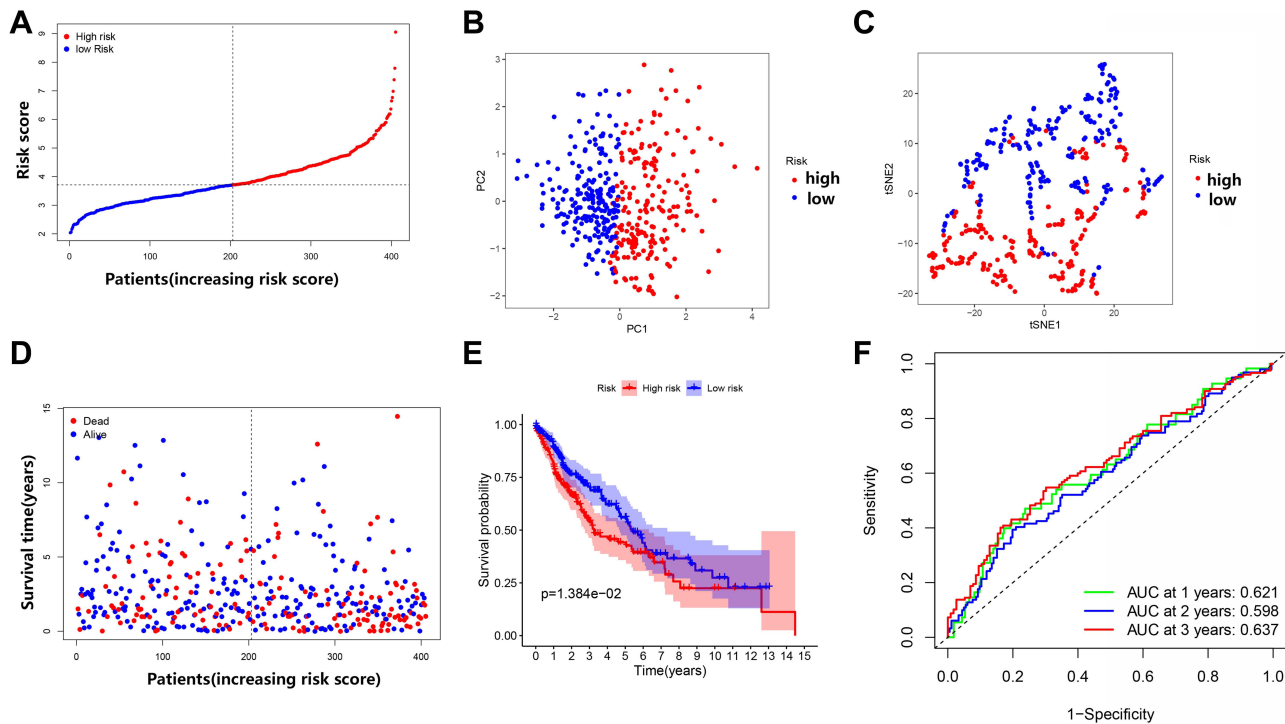 A
High risk
low Risk
Risk score
9
8
7
6
5
4
3
2
0
100
200
300
400
Patients(increasing risk score)
B
PC2
3
2
1
0
−1
−2
−2
0
2
4
PC1
Risk
high
low
C
tSNE2
20
10
0
−10
−20
−20
0
20
tSNE1
Risk
high
low
D
Dead
Alive
Survival time(years)
15
10
5
0
0
100
200
300
400
Patients(increasing risk score)
E
Risk High risk Low risk
Survival probability
1.00
0.75
0.50
0.25
0.00
p=1.384e−02
0 1 2 3 4 5 6 7 8 9 10 11 12 13 14 15
Time(years)
F
Sensitivity
1.0
0.8
0.6
0.4
0.2
0.0
AUC at 1 years: 0.621
AUC at 2 years: 0.598
AUC at 3 years: 0.637
0.0 0.2 0.4 0.6 0.8 1.0
1−Specificity